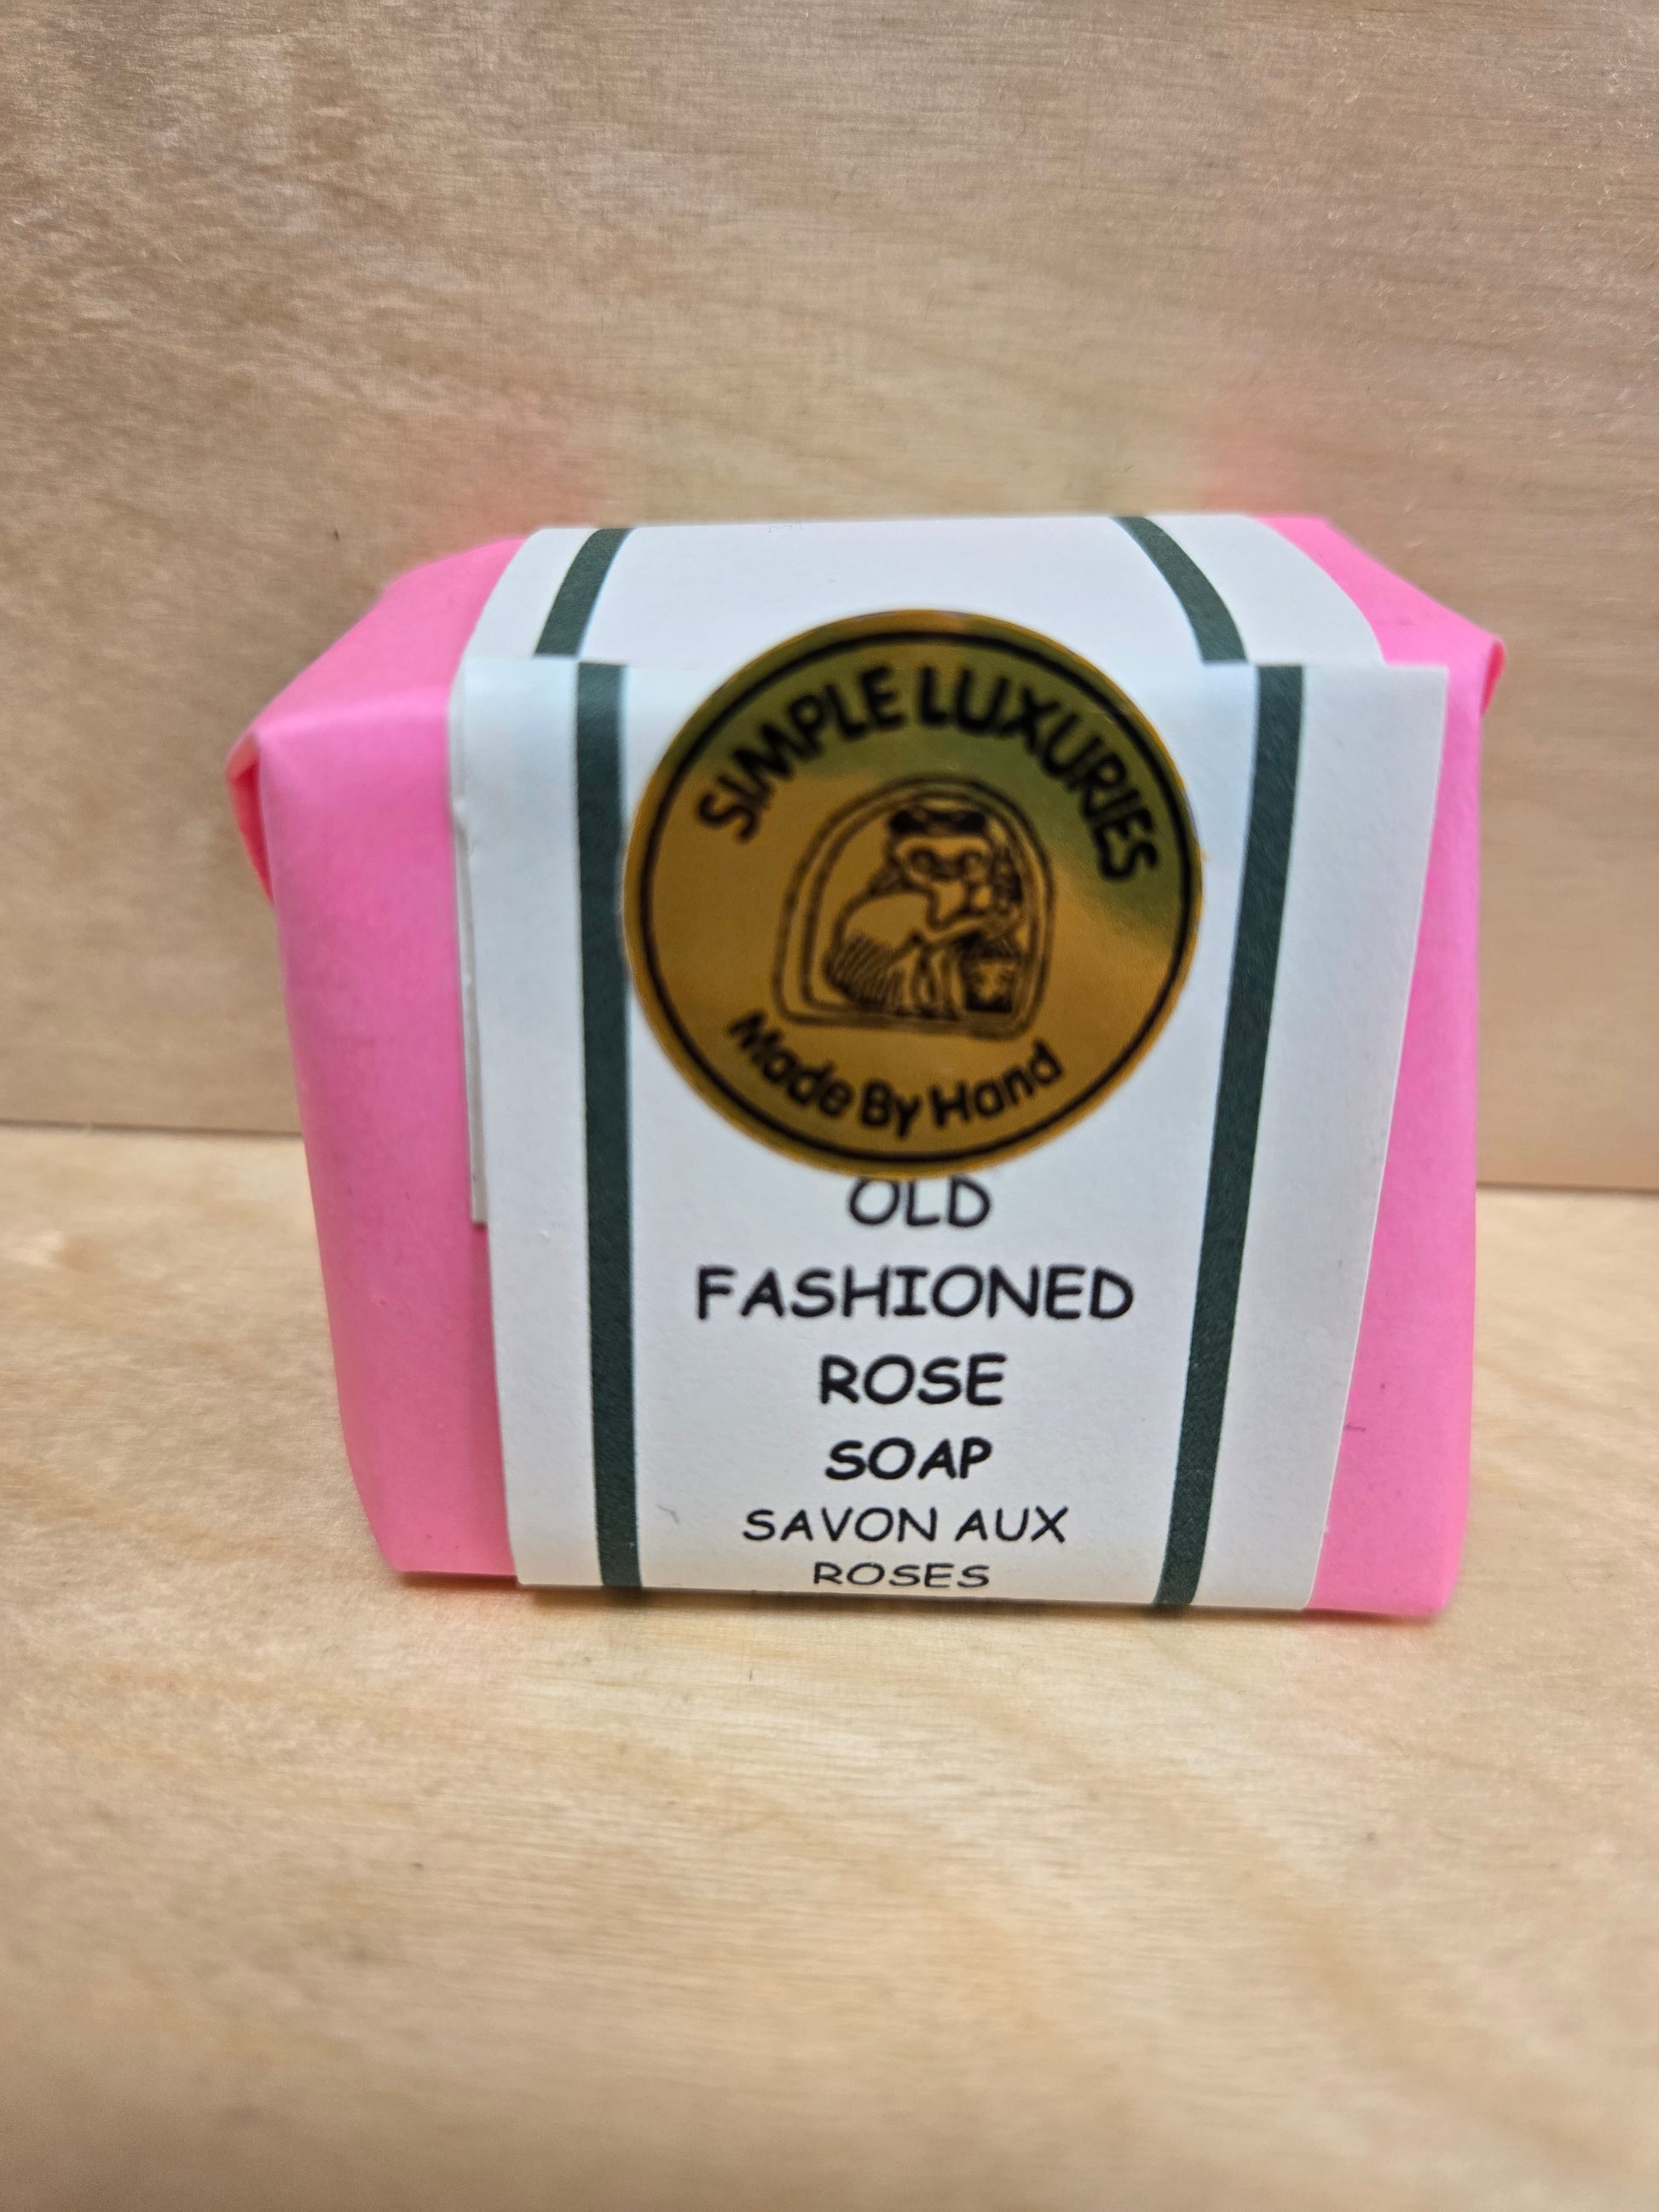 SIMPLE LUXURIES
Made By Hand
OLD
FASHIONED
ROSE
SOAP
SAVON AUX
ROSES